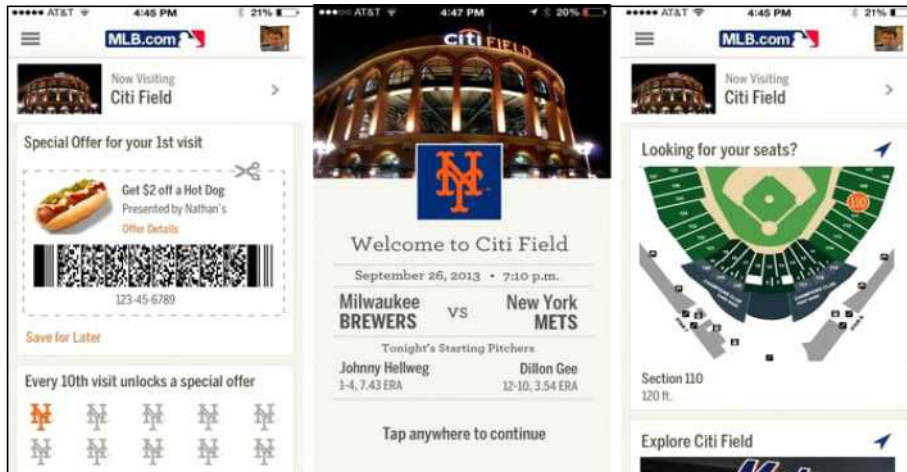 AT&T 4:45 PM 21%
MLB.com
Now Visiting
Citi Field
Special Offer for your 1st visit
Get $2 off a Hot Dog
Presented by Nathan's
Offer Details
123-45-6789
Save for Later
Every 10th visit unlocks a special offer
AT&T 4:47 PM 20%
citi FIELD
NY
Welcome to Citi Field
September 26, 2013 • 7:10 p.m.
Milwaukee BREWERS VS New York METS
Tonight's Starting Pitchers
Johnny Hellweg Dillon Gee
1-4, 7.43 ERA 12-10, 3.54 ERA
Tap anywhere to continue
AT&T 4:45 PM 21%
MLB.com
Now Visiting
Citi Field
Looking for your seats?
110
Section 110
120 ft.
Explore Citi Field